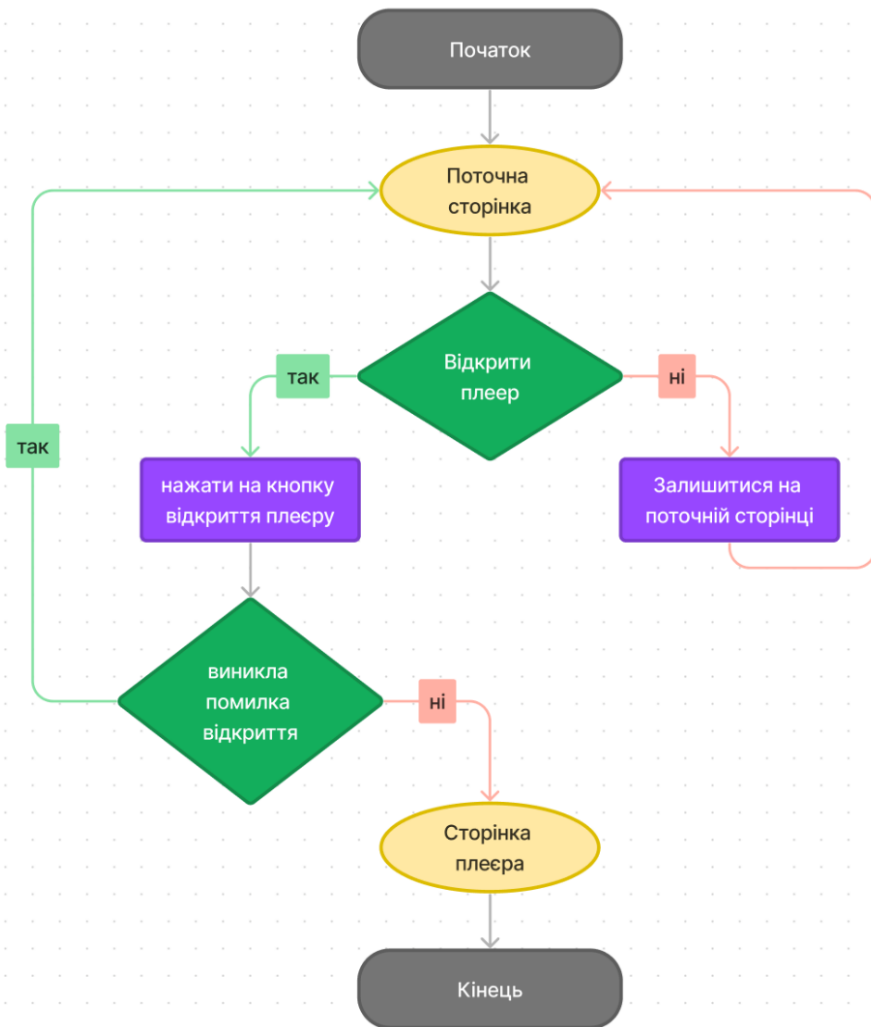 Початок
Поточна
сторінка
Відкрити
плеер
так
ні
так
нажати на кнопку
відкриття плеєру
Залишитися на
поточній сторінці
виникла
помилка
відкриття
ні
Сторінка
плеєра
Кінець